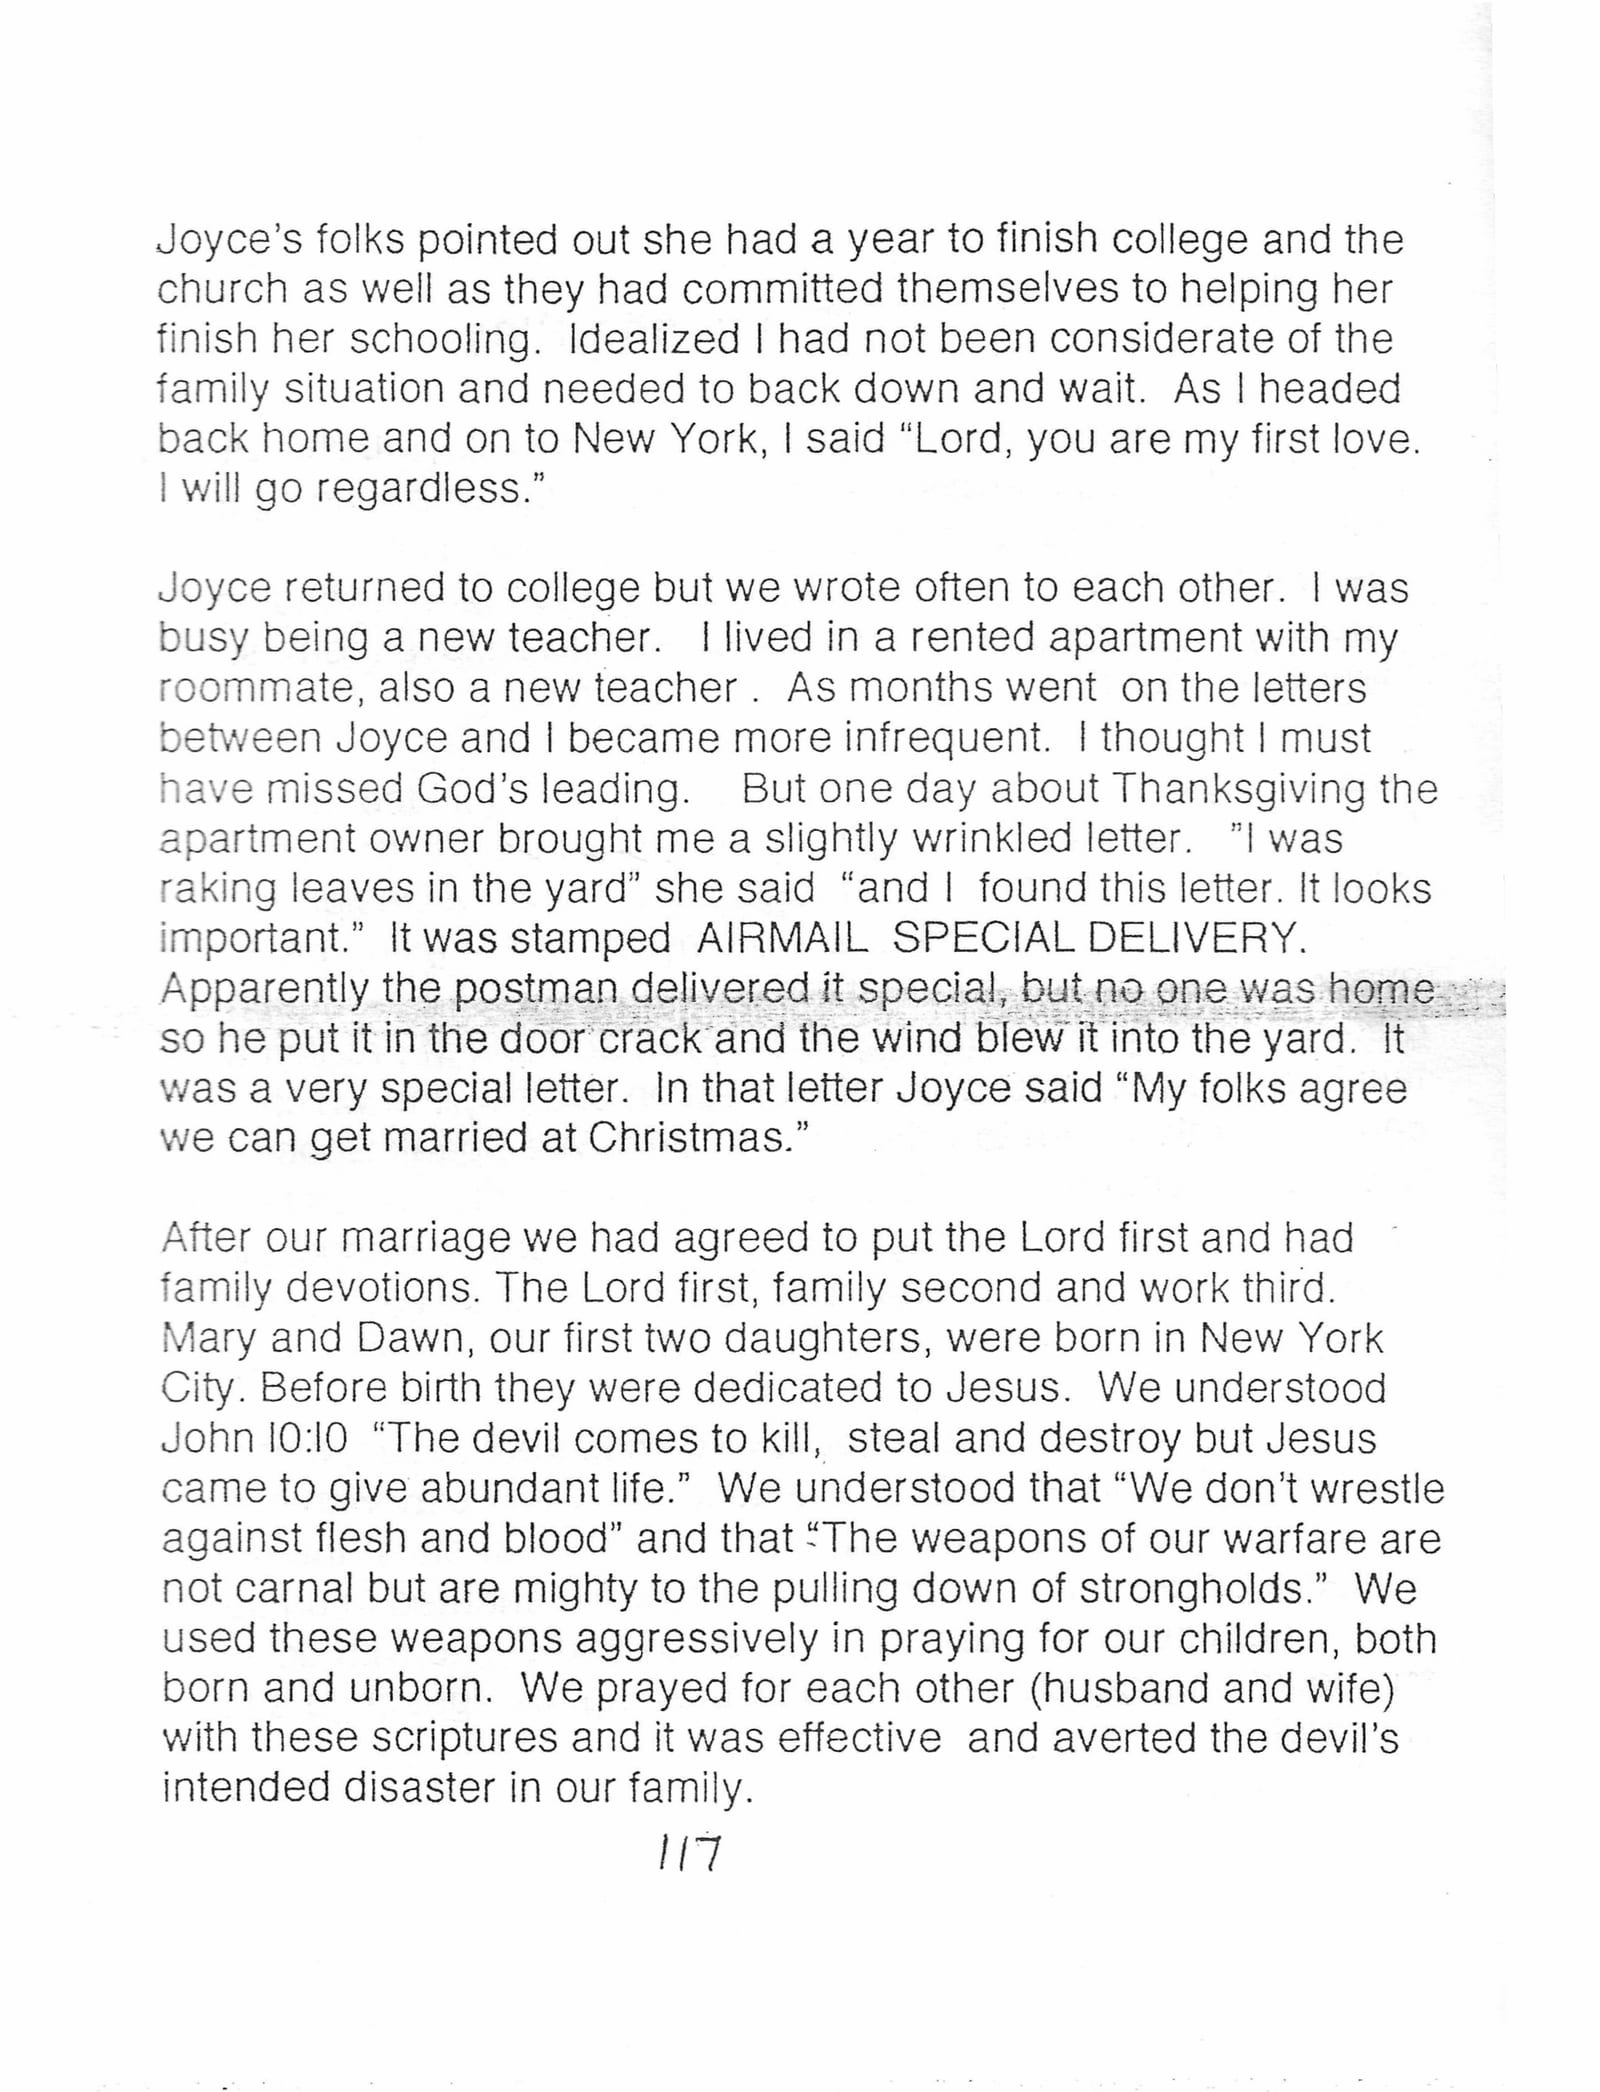 Joyce's folks pointed out she had a year to finish college and the
church as well as they had committed themselves to helping her
finish her schooling.  Idealized I had not been considerate of the
family situation and needed to back down and wait.  As I headed
back home and on to New York, I said “Lord, you are my first love.
I will go regardless.”

Joyce returned to college but we wrote often to each other.  I was
busy being a new teacher.   I lived in a rented apartment with my
roommate, also a new teacher .  As months went  on the letters
between Joyce and I became more infrequent.  I thought I must
have missed God's leading.    But one day about Thanksgiving the
apartment owner brought me a slightly wrinkled letter.   ”I was
raking leaves in the yard” she said  “and I  found this letter. It looks
important.”  It was stamped  AIRMAIL  SPECIAL DELIVERY.
Apparently the postman delivered it special, but no one was home
so he put it in the door crack and the wind blew it into the yard.  It
was a very special letter.  In that letter Joyce said “My folks agree
we can get married at Christmas.”

After our marriage we had agreed to put the Lord first and had
family devotions. The Lord first, family second and work third.
Mary and Dawn, our first two daughters, were born in New York
City. Before birth they were dedicated to Jesus.  We understood
John 10:10  “The devil comes to kill,  steal and destroy but Jesus
came to give abundant life.”  We understood that “We don't wrestle
against flesh and blood” and that “The weapons of our warfare are
not carnal but are mighty to the pulling down of strongholds.”  We
used these weapons aggressively in praying for our children, both
born and unborn.  We prayed for each other (husband and wife)
with these scriptures and it was effective  and averted the devil's
intended disaster in our family.
117